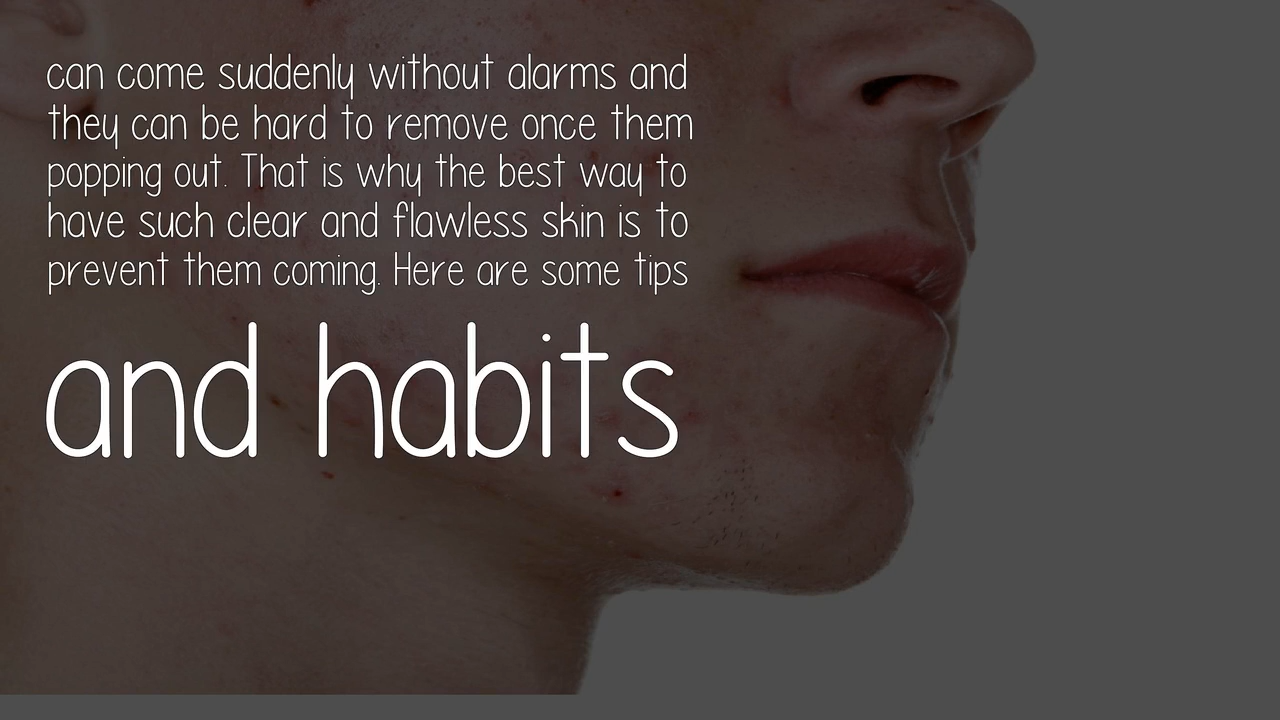 can come suddenly without alarms and
they can be hard to remove once them
popping out. That is why the best way to
have such clear and flawless skin is to
prevent them coming. Here are some tips
and habits